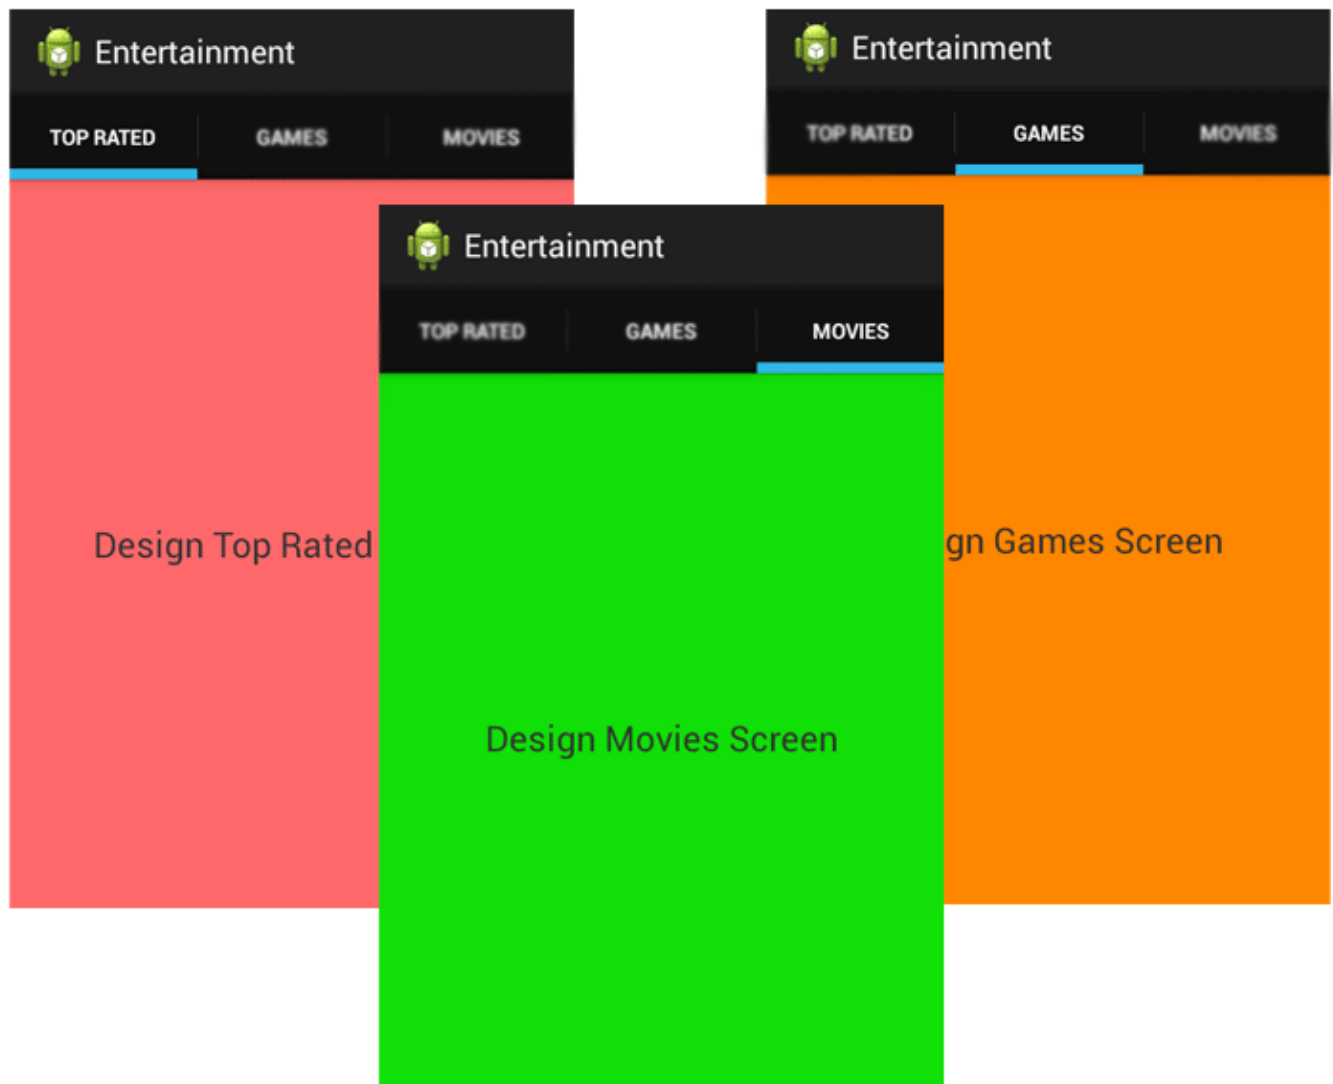 Entertainment
TOP RATED GAMES MOVIES
Design Top Rated
Entertainment
TOP RATED GAMES MOVIES
gn Games Screen
Entertainment
TOP RATED GAMES MOVIES
Design Movies Screen